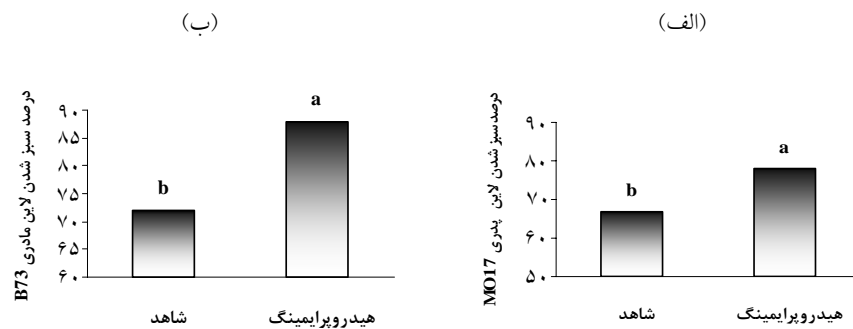 (الف)
درصد سبز شدن لاین پدری MO17
۹۰
۸۰
۷۰
۶۰
۵۰
a
b
هیدروپرایمینگ
شاهد
(ب)
درصد سبز شدن لاین مادری B73
۹۰
۸۵
۸۰
۷۵
۷۰
۶۵
۶۰
a
b
هیدروپرایمینگ
شاهد